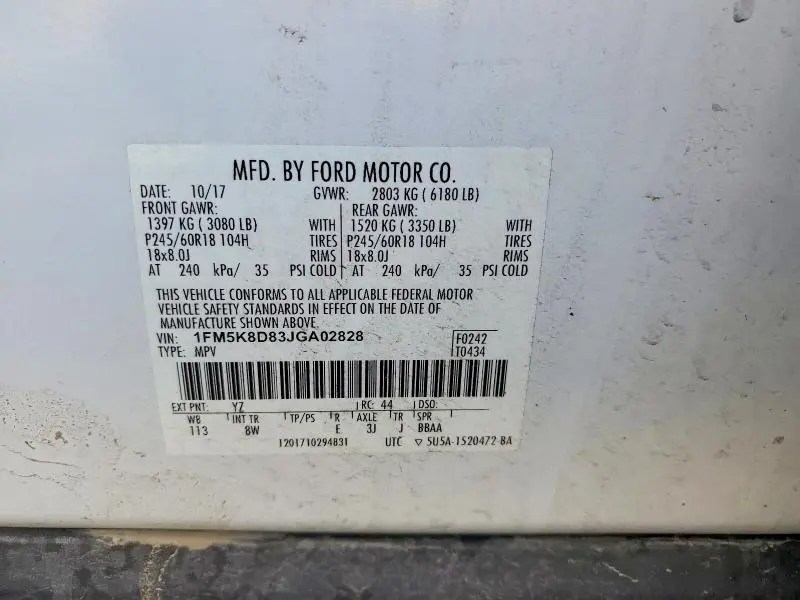 MFD. BY FORD MOTOR CO.
DATE: 10/17 GVWR: 2803 KG ( 6180 LB)
FRONT GAWR: REAR GAWR:
1397 KG ( 3080 LB) WITH 1520 KG ( 3350 LB) WITH
P245/60R18 104H TIRES P245/60R18 104H TIRES
18x8.0J RIMS 18x8.0J RIMS
AT 240 kPa/ 35 PSI COLD AT 240 kPa/ 35 PSI COLD
THIS VEHICLE CONFORMS TO ALL APPLICABLE FEDERAL MOTOR
VEHICLE SAFETY STANDARDS IN EFFECT ON THE DATE OF
MANUFACTURE SHOWN ABOVE.
VIN: 1FM5K8D83JGA02828 F0242
TYPE: MPV T0434
EXT PNT: YZ RC: 44 DSO:
WB INT TR TP/PS R AXLE TR SPR
113 8W E 3J J BBAA
1201710294831 UTC ▽ 5U5A-1520472-BA